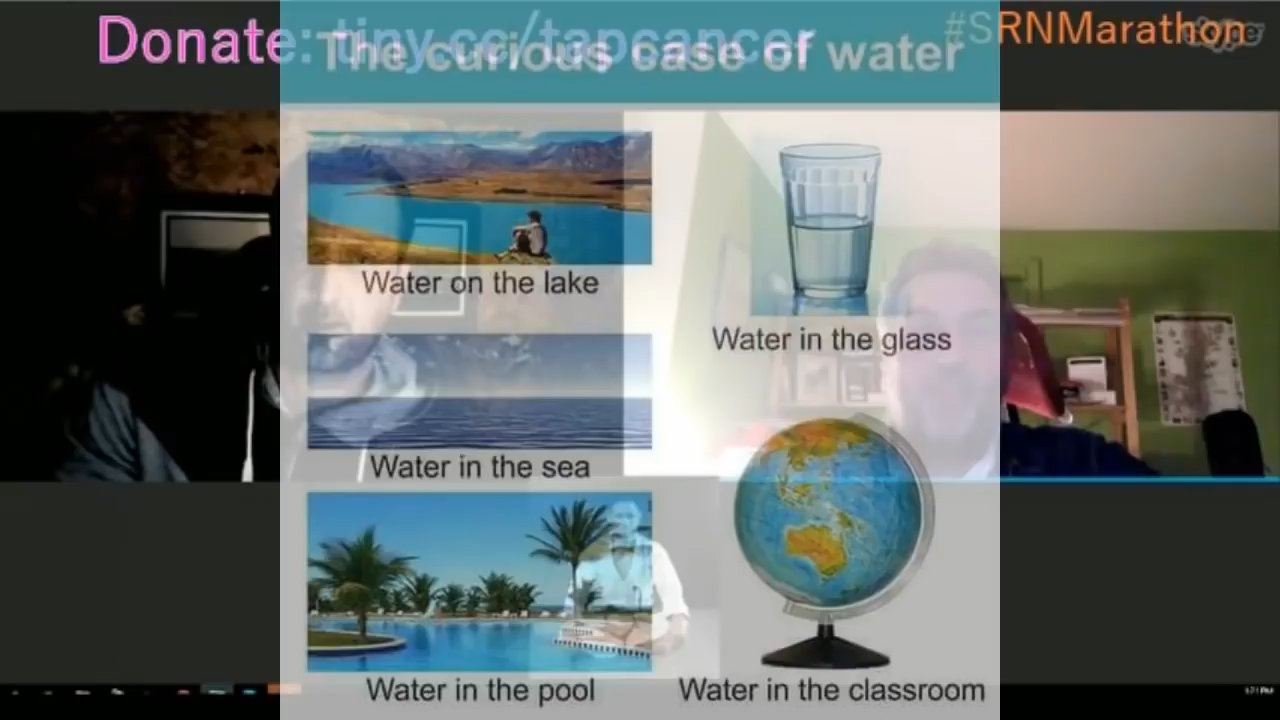 Donate: tiny.cc/tapcancer
#SRNMarathon
skype
The curious case of water
Water on the lake
Water in the glass
Water in the sea
Water in the pool
Water in the classroom